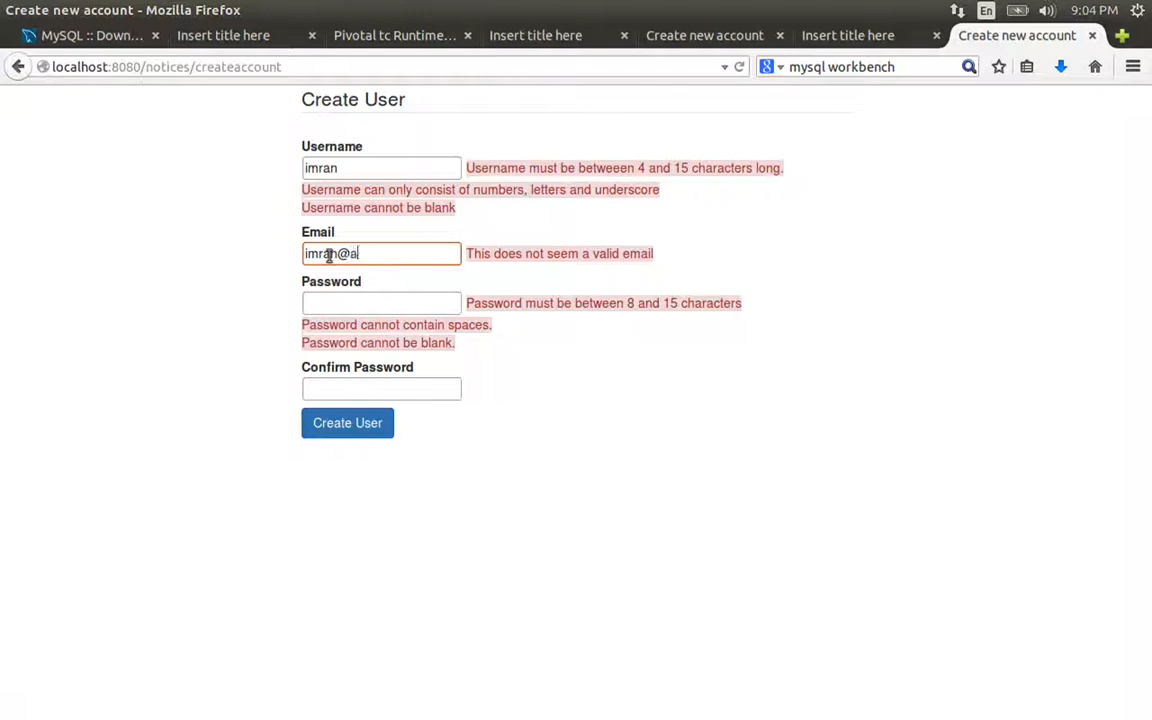 Create new account - Mozilla Firefox
En
9:04 PM
MySQL :: Down...
Insert title here
Pivotal tc Runtime...
Insert title here
Create new account
Insert title here
Create new account
localhost:8080/notices/createaccount
mysql workbench
Create User
Username
imran Username must be betweeen 4 and 15 characters long.
Username can only consist of numbers, letters and underscore
Username cannot be blank
Email
imran@a This does not seem a valid email
Password
Password must be between 8 and 15 characters
Password cannot contain spaces.
Password cannot be blank.
Confirm Password
Create User